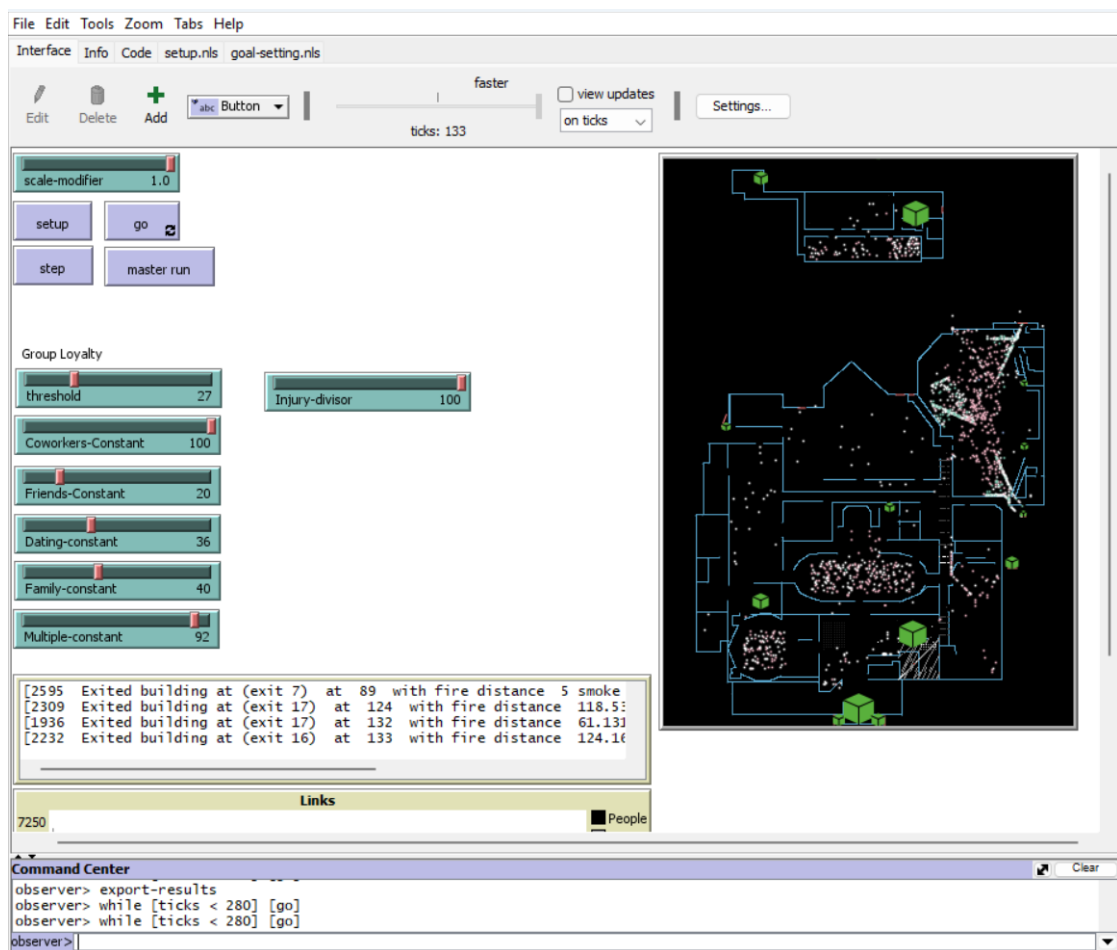 File Edit Tools Zoom Tabs Help
Interface Info Code setup.nls goal-setting.nls
Edit Delete Add abc Button faster ticks: 133 view updates on ticks Settings...
scale-modifier 1.0
setup go
step master run
Group Loyalty
threshold 27
Injury-divisor 100
Coworkers-Constant 100
Friends-Constant 20
Dating-constant 36
Family-constant 40
Multiple-constant 92
[2595 Exited building at (exit 7) at 89 with fire distance 5 smoke
[2309 Exited building at (exit 17) at 124 with fire distance 118.53
[1936 Exited building at (exit 17) at 132 with fire distance 61.131
[2232 Exited building at (exit 16) at 133 with fire distance 124.16
Links
7250 People
Command Center Clear
observer> export-results
observer> while [ticks < 280] [go]
observer> while [ticks < 280] [go]
observer>